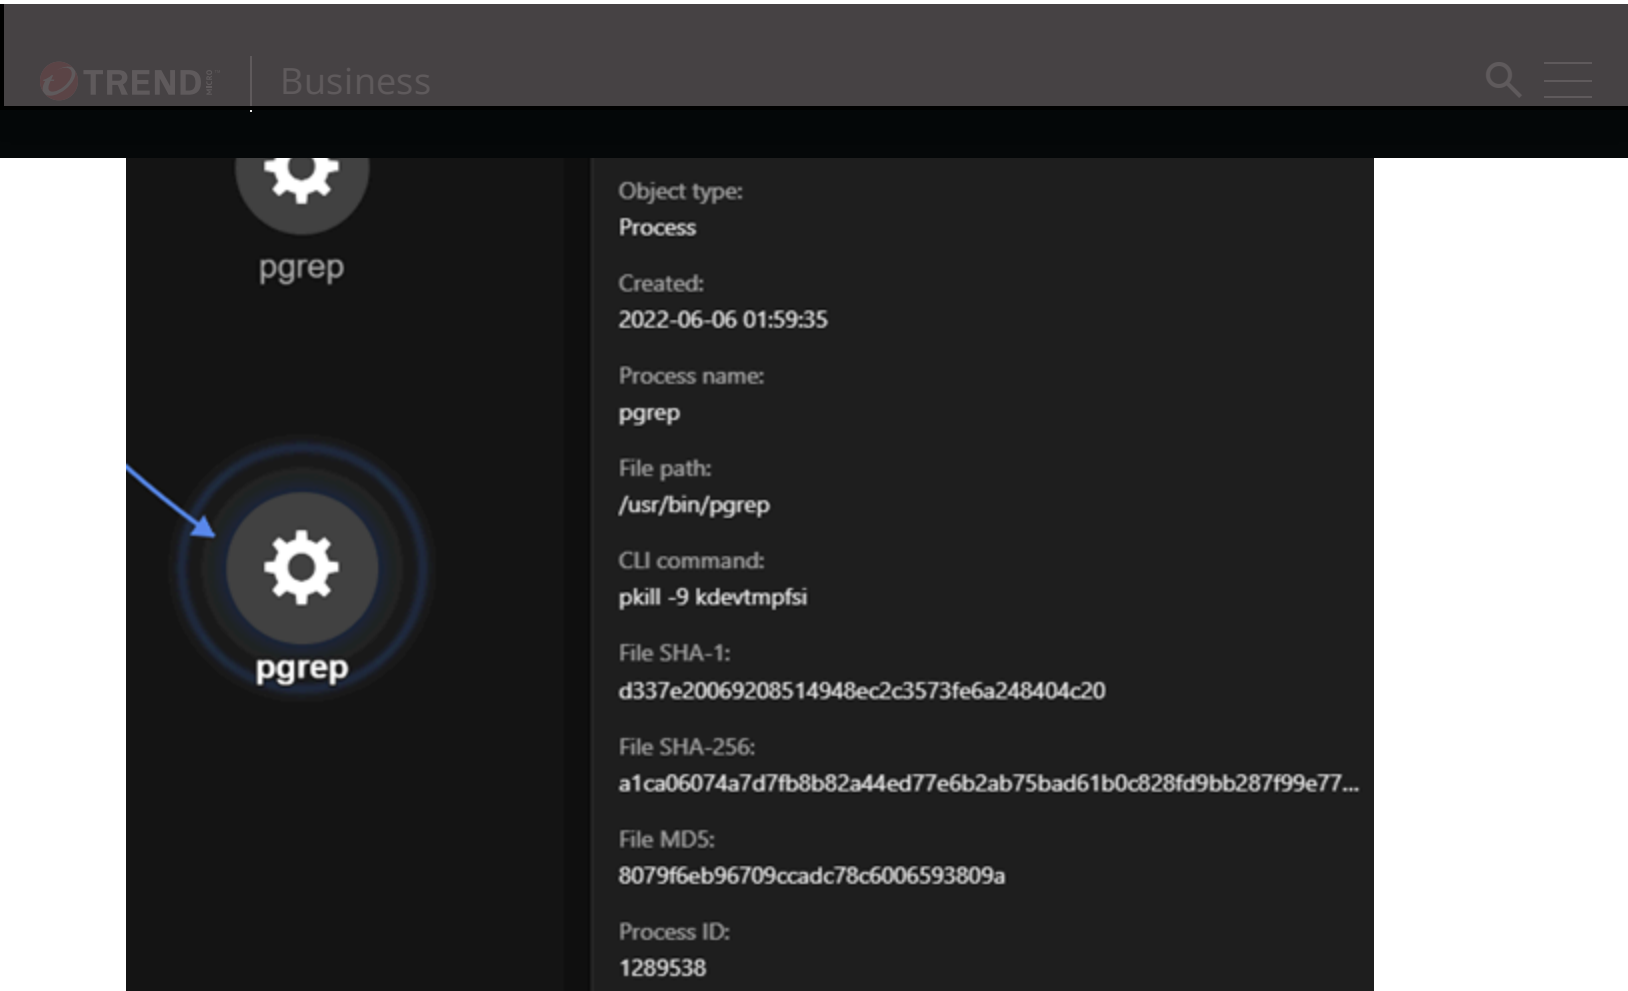 TREND MICRO
Business
pgrep
pgrep
Object type:
Process
Created:
2022-06-06 01:59:35
Process name:
pgrep
File path:
/usr/bin/pgrep
CLI command:
pkill -9 kdevtmpfsi
File SHA-1:
d337e20069208514948ec2c3573fe6a248404c20
File SHA-256:
a1ca06074a7d7fb8b82a44ed77e6b2ab75bad61b0c828fd9bb287f99e77...
File MD5:
8079f6eb96709ccadc78c6006593809a
Process ID:
1289538